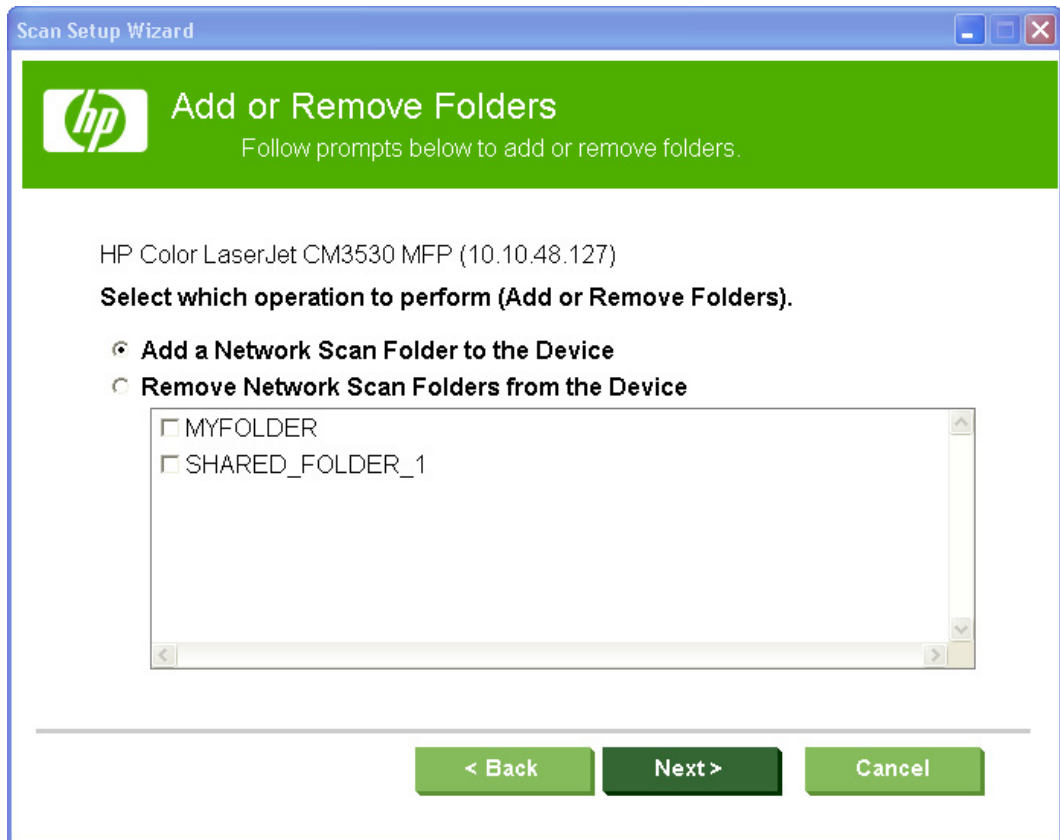 Scan Setup Wizard
hp
Add or Remove Folders
Follow prompts below to add or remove folders.
HP Color LaserJet CM3530 MFP (10.10.48.127)
Select which operation to perform (Add or Remove Folders).
Add a Network Scan Folder to the Device
Remove Network Scan Folders from the Device
MYFOLDER
SHARED_FOLDER_1
< Back Next > Cancel